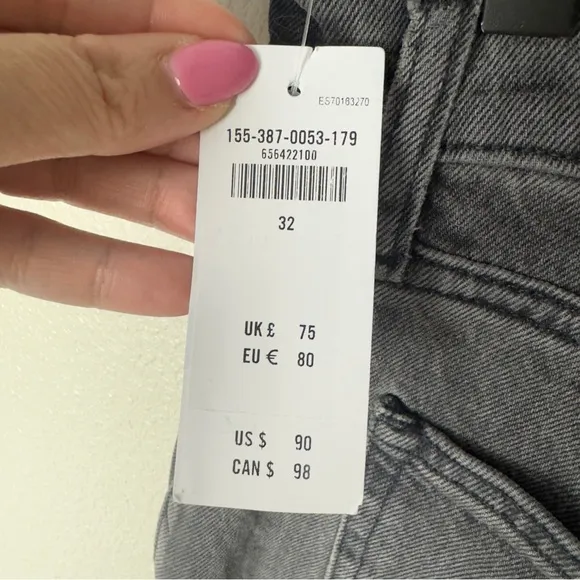 ES70183270
155-387-0053-179
656422100
32
UK £ 75
EU € 80
US $ 90
CAN $ 98